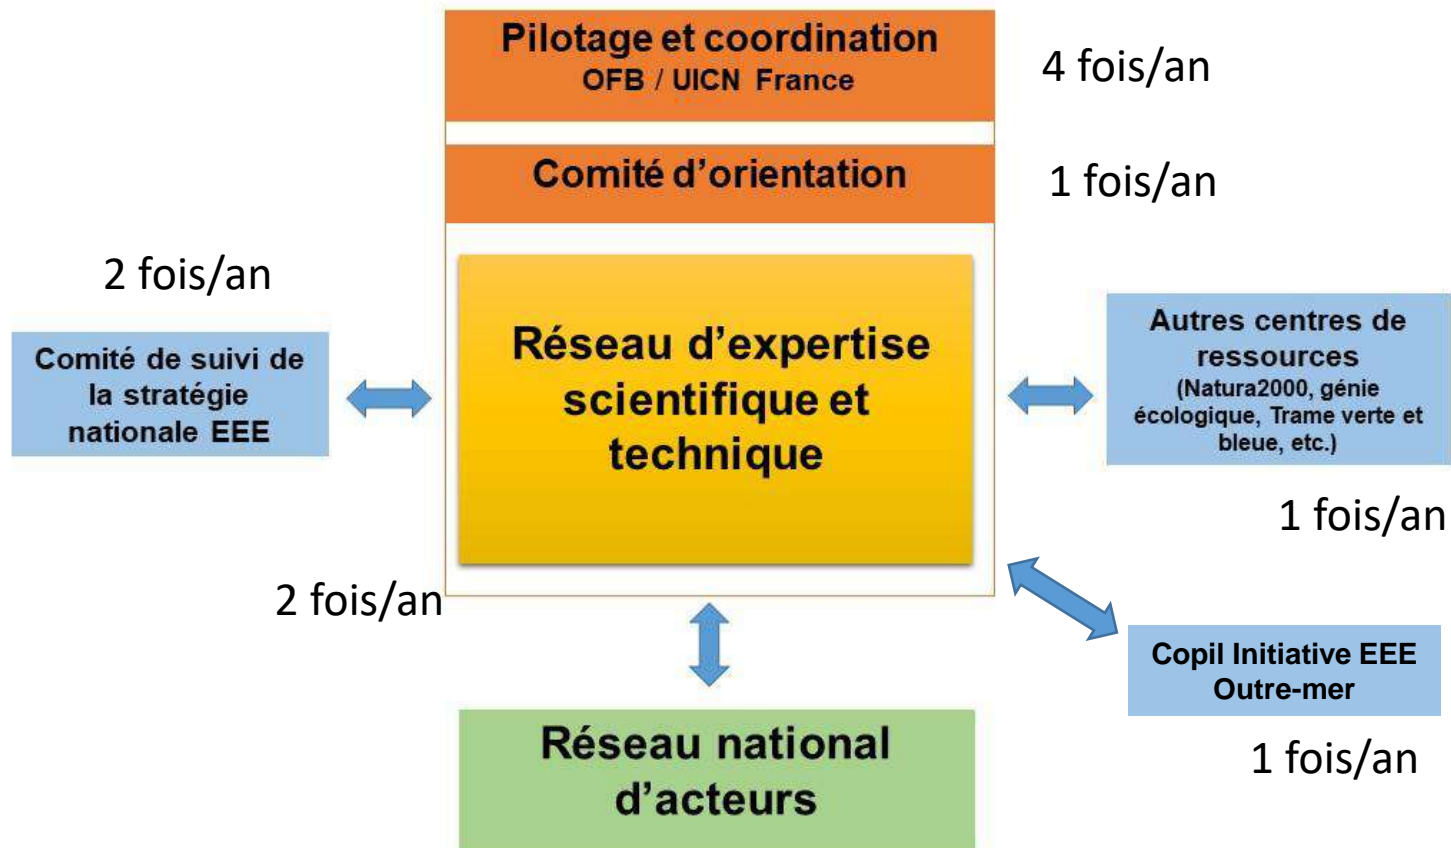 Pilotage et coordination
OFB / UICN France
4 fois/an
Comité d'orientation
1 fois/an
2 fois/an
Comité de suivi de
la stratégie
nationale EEE
Réseau d'expertise
scientifique et
technique
Autres centres de
ressources
(Natura2000, génie
écologique, Trame verte et
bleue, etc.)
1 fois/an
2 fois/an
Copil Initiative EEE
Outre-mer
1 fois/an
Réseau national
d'acteurs